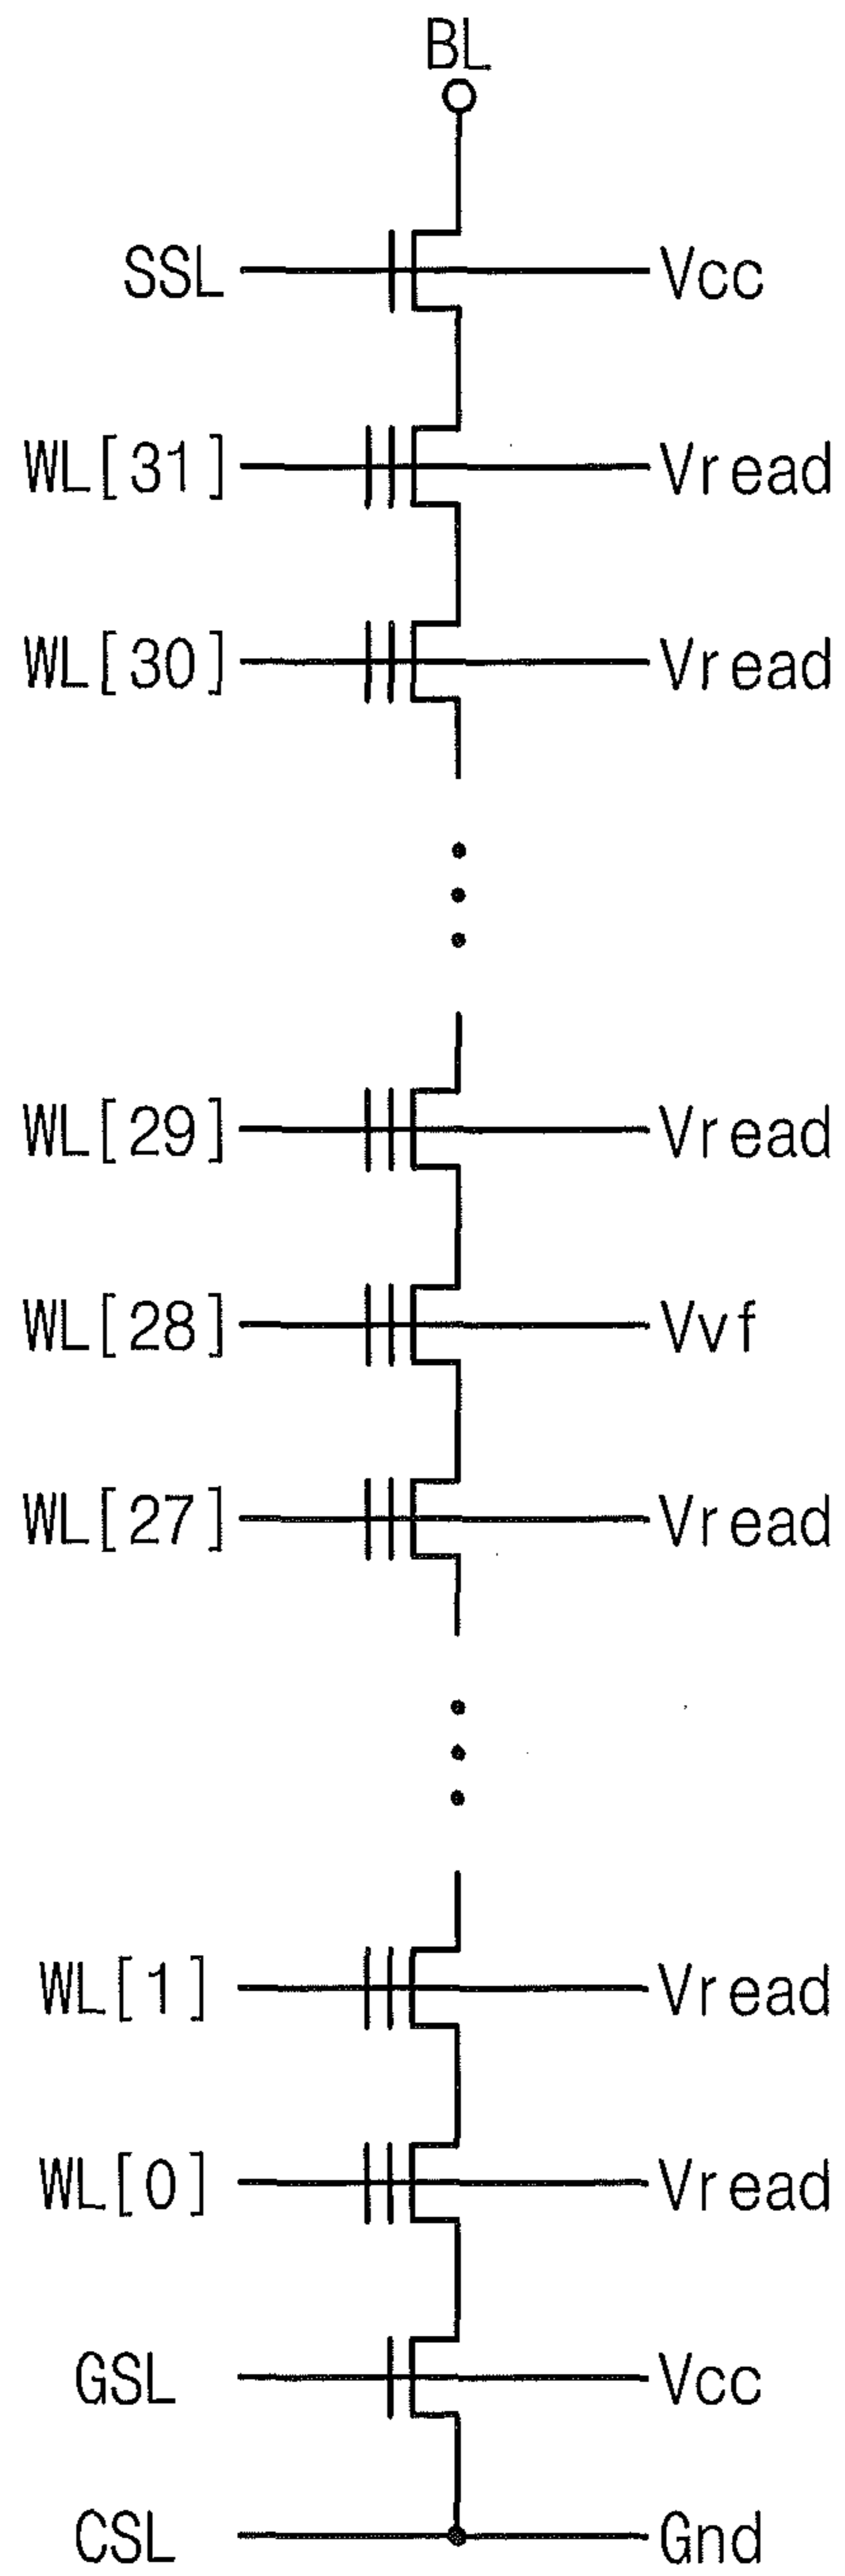 BL
SSL Vcc
WL[31] Vread
WL[30] Vread
WL[29] Vread
WL[28] Vvf
WL[27] Vread
WL[1] Vread
WL[0] Vread
GSL Vcc
CSL Gnd